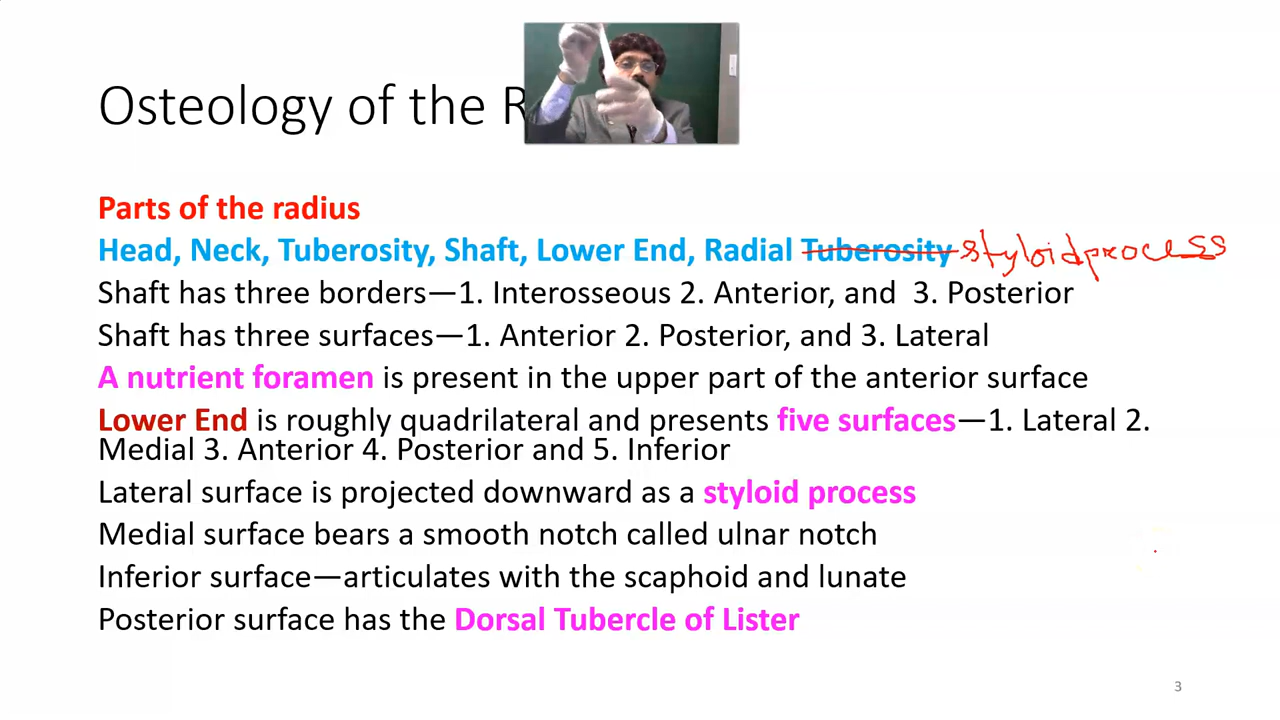 Osteology of the R
Parts of the radius
Head, Neck, Tuberosity, Shaft, Lower End, Radial Tuberosity styloid process
Shaft has three borders—1. Interosseous 2. Anterior, and 3. Posterior
Shaft has three surfaces—1. Anterior 2. Posterior, and 3. Lateral
A nutrient foramen is present in the upper part of the anterior surface
Lower End is roughly quadrilateral and presents five surfaces—1. Lateral 2.
Medial 3. Anterior 4. Posterior and 5. Inferior
Lateral surface is projected downward as a styloid process
Medial surface bears a smooth notch called ulnar notch
Inferior surface—articulates with the scaphoid and lunate
Posterior surface has the Dorsal Tubercle of Lister
3